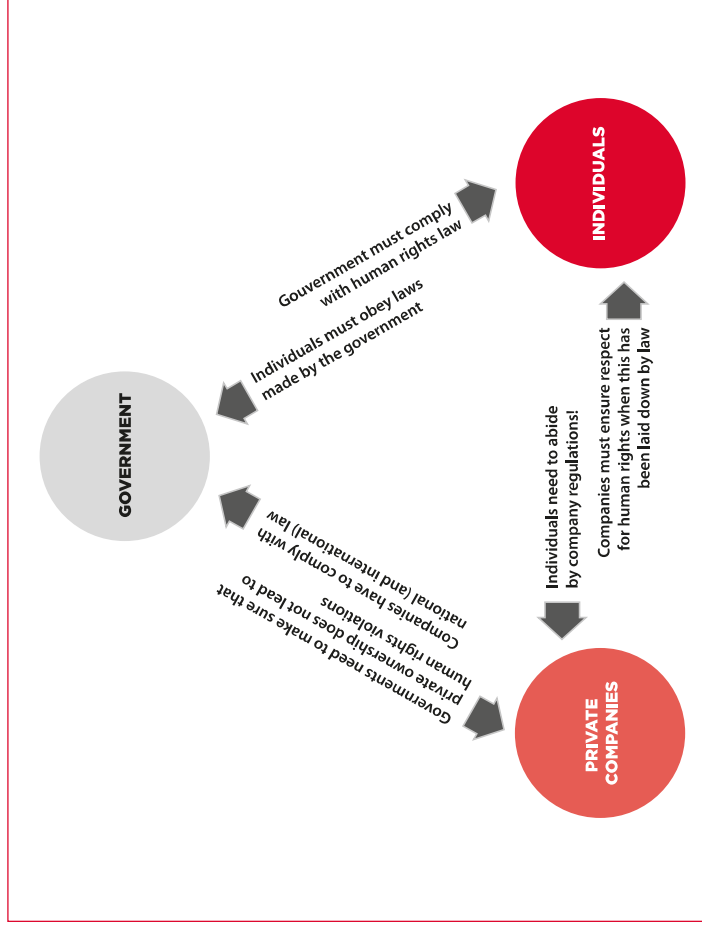 GOVERNMENT
Governments need to make sure that
private ownership does not lead to
human rights violations
Companies have to comply with
national (and international) law
Individuals must obey laws
made by the government
Gouvernment must comply
with human rights law
PRIVATE
COMPANIES
Individuals need to abide
by company regulations!
Companies must ensure respect
for human rights when this has
been laid down by law
INDIVIDUALS